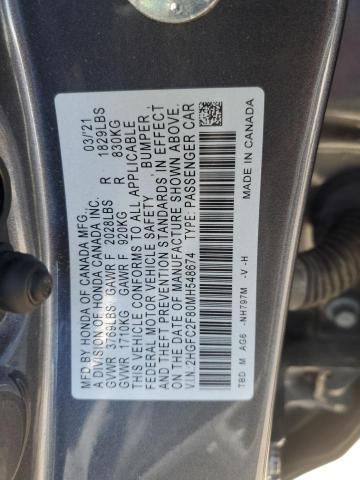 MFD. BY HONDA OF CANADA MFG., 03/21
A DIVISION OF HONDA CANADA INC.
GVWR 3769LBS GAWR F 2028LBS R 1829LBS
GVWR 1710KG GAWR F 920KG R 830KG
THIS VEHICLE CONFORMS TO ALL APPLICABLE
FEDERAL MOTOR VEHICLE SAFETY, BUMPER,
AND THEFT PREVENTION STANDARDS IN EFFECT
ON THE DATE OF MANUFACTURE SHOWN ABOVE.
V.I.N. 2HGFC2F80MH548674 TYPE: PASSENGER CAR
MADE IN CANADA
TBD M AG6 -NH797M -V -H